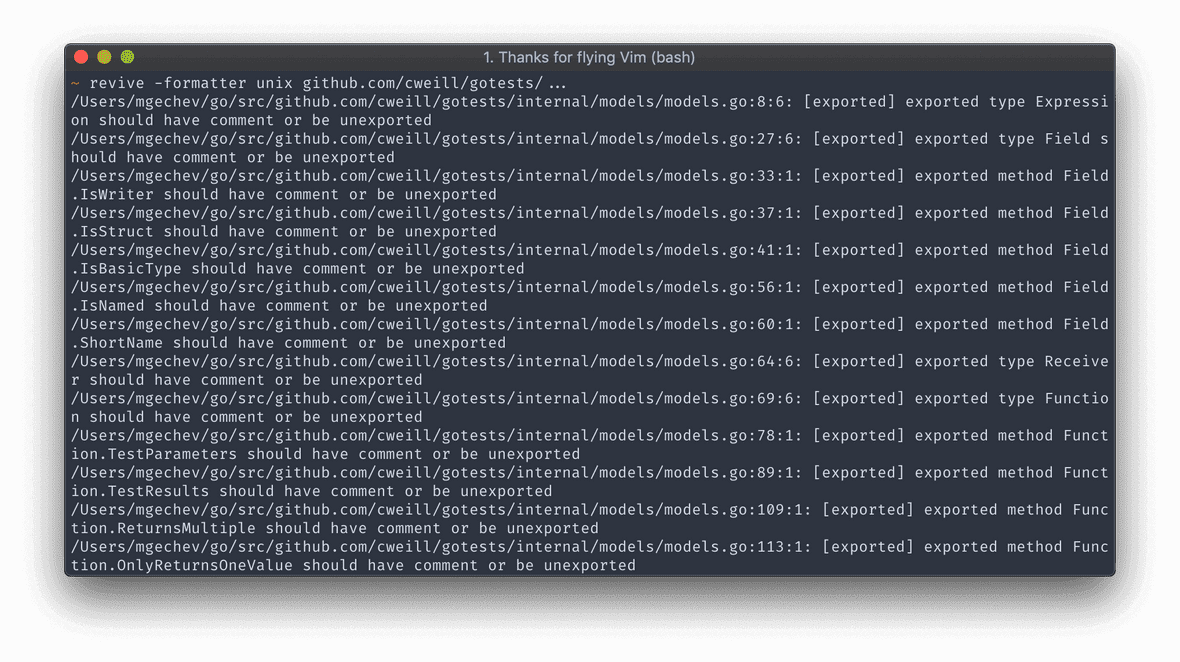 1. Thanks for flying Vim (bash)
~ revive -formatter unix github.com/cweill/gotests/...
/Users/mgechev/go/src/github.com/cweill/gotests/internal/models/models.go:8:6: [exported] exported type Expressi
on should have comment or be unexported
/Users/mgechev/go/src/github.com/cweill/gotests/internal/models/models.go:27:6: [exported] exported type Field s
hould have comment or be unexported
/Users/mgechev/go/src/github.com/cweill/gotests/internal/models/models.go:33:1: [exported] exported method Field
.IsWriter should have comment or be unexported
/Users/mgechev/go/src/github.com/cweill/gotests/internal/models/models.go:37:1: [exported] exported method Field
.IsStruct should have comment or be unexported
/Users/mgechev/go/src/github.com/cweill/gotests/internal/models/models.go:41:1: [exported] exported method Field
.IsBasicType should have comment or be unexported
/Users/mgechev/go/src/github.com/cweill/gotests/internal/models/models.go:56:1: [exported] exported method Field
.IsNamed should have comment or be unexported
/Users/mgechev/go/src/github.com/cweill/gotests/internal/models/models.go:60:1: [exported] exported method Field
.ShortName should have comment or be unexported
/Users/mgechev/go/src/github.com/cweill/gotests/internal/models/models.go:64:6: [exported] exported type Receive
r should have comment or be unexported
/Users/mgechev/go/src/github.com/cweill/gotests/internal/models/models.go:69:6: [exported] exported type Functio
n should have comment or be unexported
/Users/mgechev/go/src/github.com/cweill/gotests/internal/models/models.go:78:1: [exported] exported method Funct
ion.TestParameters should have comment or be unexported
/Users/mgechev/go/src/github.com/cweill/gotests/internal/models/models.go:89:1: [exported] exported method Funct
ion.TestResults should have comment or be unexported
/Users/mgechev/go/src/github.com/cweill/gotests/internal/models/models.go:109:1: [exported] exported method Func
tion.ReturnsMultiple should have comment or be unexported
/Users/mgechev/go/src/github.com/cweill/gotests/internal/models/models.go:113:1: [exported] exported method Func
tion.OnlyReturnsOneValue should have comment or be unexported